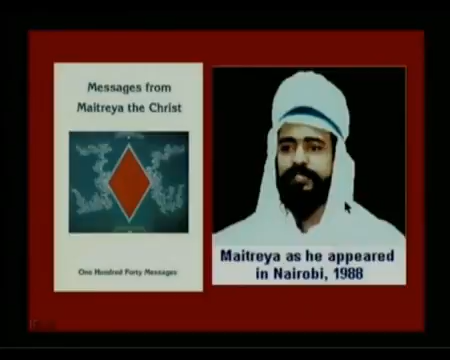 Messages from
Maitreya the Christ
One Hundred Forty Messages
Maitreya as he appeared
in Nairobi, 1988